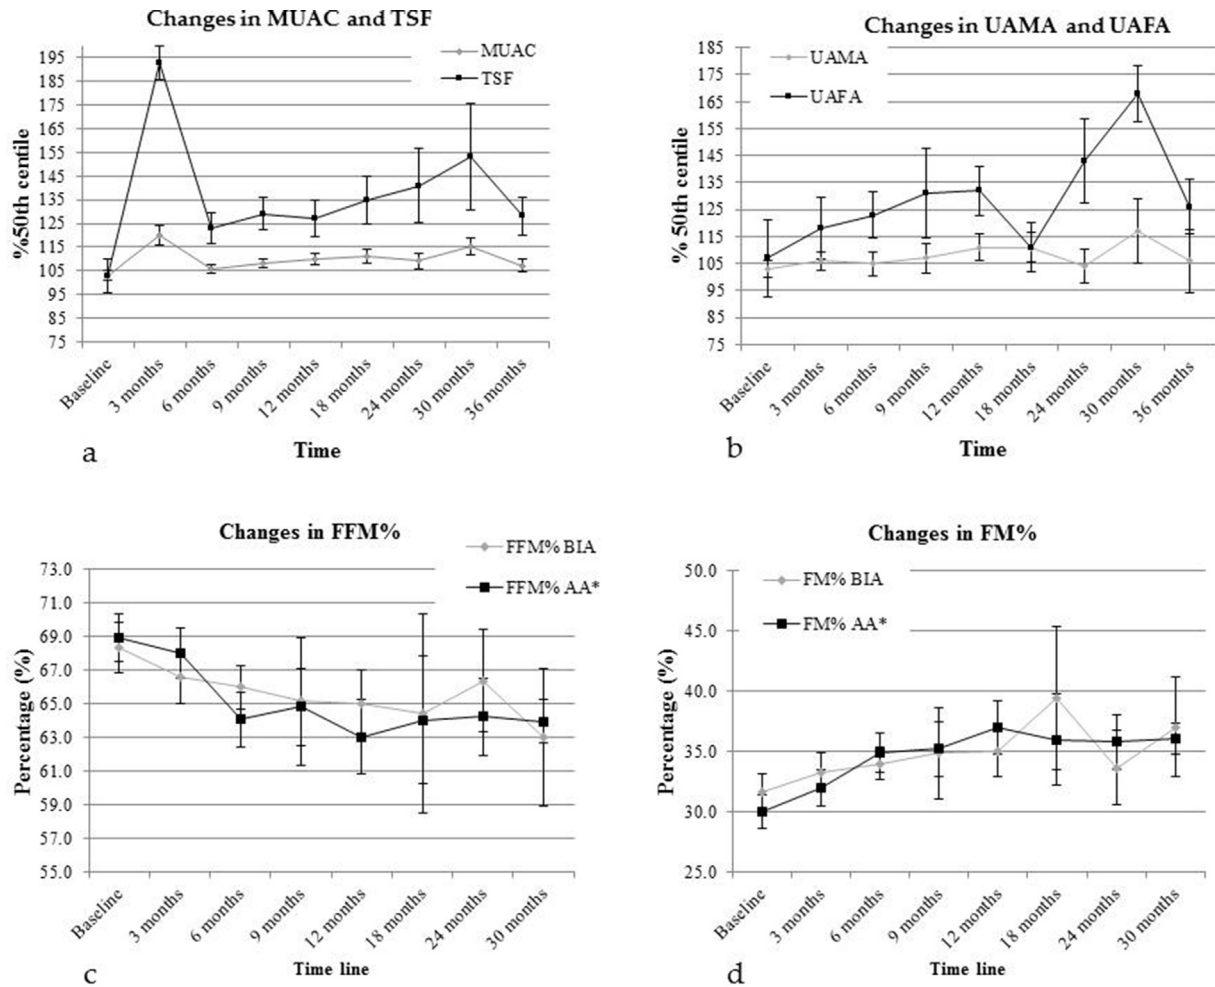 Changes in MUAC and TSF
MUAC
TSF
195
185
175
165
155
145
135
125
115
105
95
85
75
%50th centile
Baseline
3 months
6 months
9 months
12 months
18 months
24 months
30 months
36 months
Time
a
Changes in UAMA and UAFA
UAMA
UAFA
185
175
165
155
145
135
125
115
105
95
85
75
% 50th centile
Baseline
3 months
6 months
9 months
12 months
18 months
24 months
30 months
36 months
Time
b
Changes in FFM%
FFM% BIA
FFM% AA*
73.0
71.0
69.0
67.0
65.0
63.0
61.0
59.0
57.0
55.0
Percentage (%)
Baseline
3 months
6 months
9 months
12 months
18 months
24 months
30 months
Time line
c
Changes in FM%
FM% BIA
FM% AA*
50.0
45.0
40.0
35.0
30.0
25.0
Percentage (%)
Baseline
3 months
6 months
9 months
12 months
18 months
24 months
30 months
Time line
d